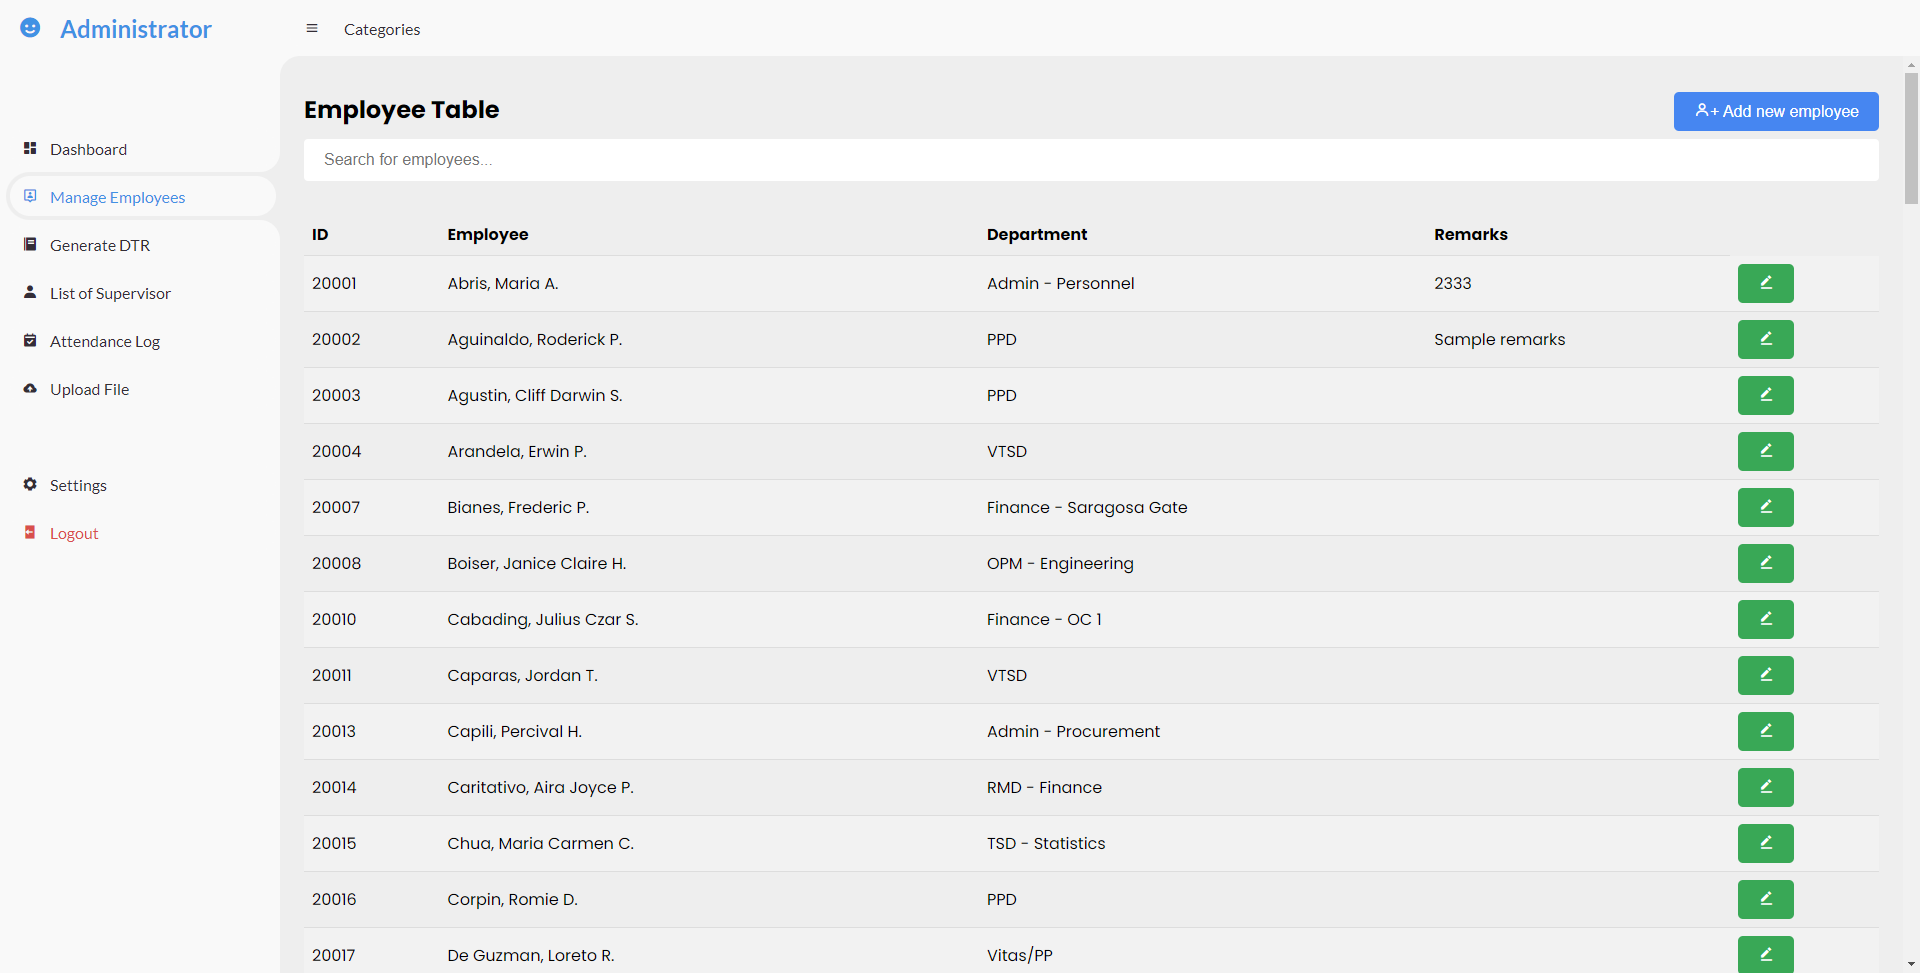 Administrator
Categories
Dashboard
Manage Employees
Generate DTR
List of Supervisor
Attendance Log
Upload File
Settings
Logout
Employee Table
Add new employee
Search for employees...
ID Employee Department Remarks
20001 Abris, Maria A. Admin - Personnel 2333
20002 Aguinaldo, Roderick P. PPD Sample remarks
20003 Agustin, Cliff Darwin S. PPD
20004 Arandela, Erwin P. VTSD
20007 Bianes, Frederic P. Finance - Saragosa Gate
20008 Boiser, Janice Claire H. OPM - Engineering
20010 Cabading, Julius Czar S. Finance - OC 1
20011 Caparas, Jordan T. VTSD
20013 Capili, Percival H. Admin - Procurement
20014 Caritativo, Aira Joyce P. RMD - Finance
20015 Chua, Maria Carmen C. TSD - Statistics
20016 Corpin, Romie D. PPD
20017 De Guzman, Loreto R. Vitas/PP